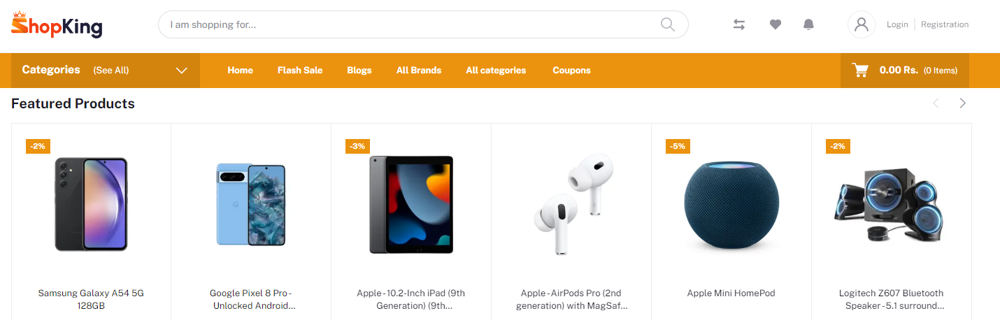 ShopKing
I am shopping for...
Login
Registration
Categories (See All)
Home
Flash Sale
Blogs
All Brands
All categories
Coupons
0.00 Rs. (0 Items)
Featured Products
-2%
Samsung Galaxy A54 5G
128GB
Google Pixel 8 Pro -
Unlocked Android...
-3%
Apple - 10.2-Inch iPad (9th
Generation) (9th...
Apple - AirPods Pro (2nd
generation) with MagSaf...
-5%
Apple Mini HomePod
-2%
Logitech Z607 Bluetooth
Speaker - 5.1 surround...